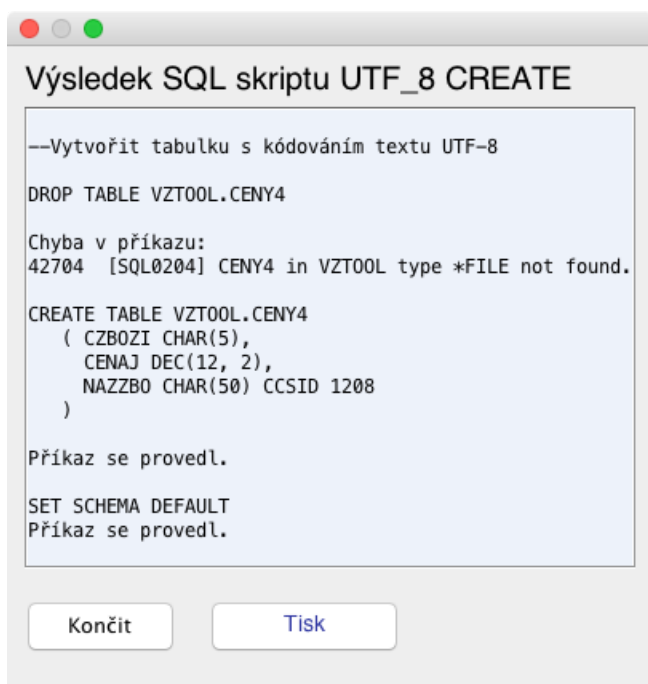 Výsledek SQL skriptu UTF_8 CREATE
--Vytvořit tabulku s kódováním textu UTF-8
DROP TABLE VZTOOL.CENY4
Chyba v příkazu:
42704  [SQL0204] CENY4 in VZTOOL type *FILE not found.
CREATE TABLE VZTOOL.CENY4
   ( CZBOZI CHAR(5),
     CENAJ DEC(12, 2),
     NAZZBO CHAR(50) CCSID 1208
   )
Příkaz se provedl.
SET SCHEMA DEFAULT
Příkaz se provedl.
Končit
Tisk